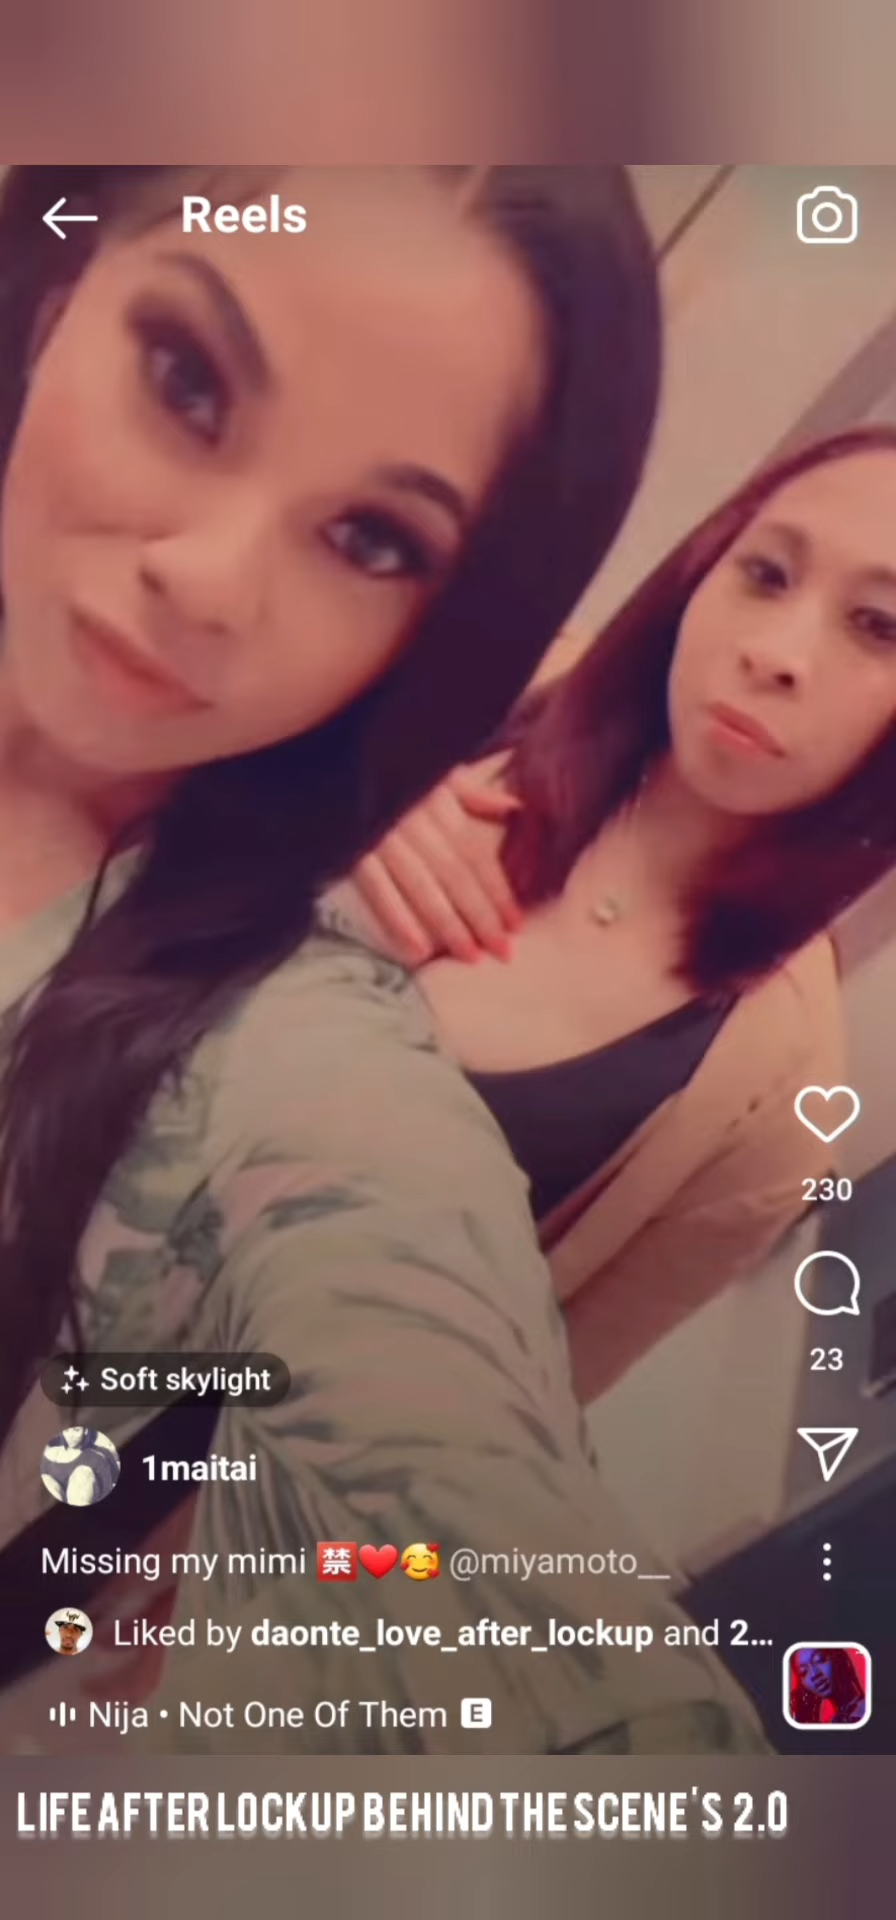 Reels
230
23
Soft skylight
1maitai
Missing my mimi 🈲❤️🥰 @miyamoto__
Liked by daonte_love_after_lockup and 2...
Nija • Not One Of Them E
LIFE AFTER LOCKUP BEHIND THE SCENE'S 2.0